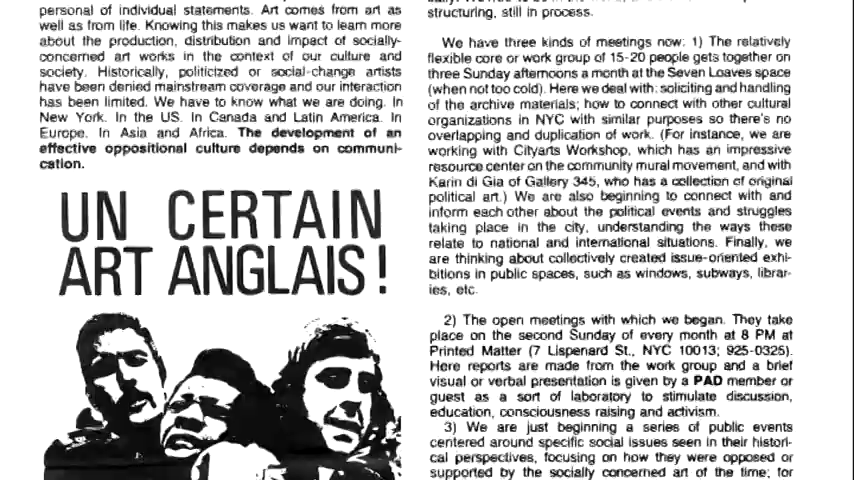 personal of individual statements. Art comes from art as
well as from life. Knowing this makes us want to learn more
about the production, distribution and impact of socially-
concerned art works in the context of our culture and
society. Historically, politicized or social-change artists
have been denied mainstream coverage and our interaction
has been limited. We have to know what we are doing. In
New York. In the US. In Canada and Latin America. In
Europe. In Asia and Africa. The development of an
effective oppositional culture depends on communi-
cation.
UN CERTAIN
ART ANGLAIS!
structuring, still in process.
We have three kinds of meetings now: 1) The relatively
flexible core or work group of 15-20 people gets together on
three Sunday afternoons a month at the Seven Loaves space
(when not too cold). Here we deal with: soliciting and handling
of the archive materials; how to connect with other cultural
organizations in NYC with similar purposes so there's no
overlapping and duplication of work. (For instance, we are
working with Cityarts Workshop, which has an impressive
resource center on the community mural movement, and with
Karin di Gia of Gallery 345, who has a collection of original
political art.) We are also beginning to connect with and
inform each other about the political events and struggles
taking place in the city, understanding the ways these
relate to national and international situations. Finally, we
are thinking about collectively created issue-oriented exhi-
bitions in public spaces, such as windows, subways, librar-
ies, etc.
2) The open meetings with which we began. They take
place on the second Sunday of every month at 8 PM at
Printed Matter (7 Lispenard St., NYC 10013; 925-0325).
Here reports are made from the work group and a brief
visual or verbal presentation is given by a PAD member or
guest as a sort of laboratory to stimulate discussion,
education, consciousness raising and activism.
3) We are just beginning a series of public events
centered around specific social issues seen in their histori-
cal perspectives, focusing on how they were opposed or
supported by the socially concerned art of the time; for